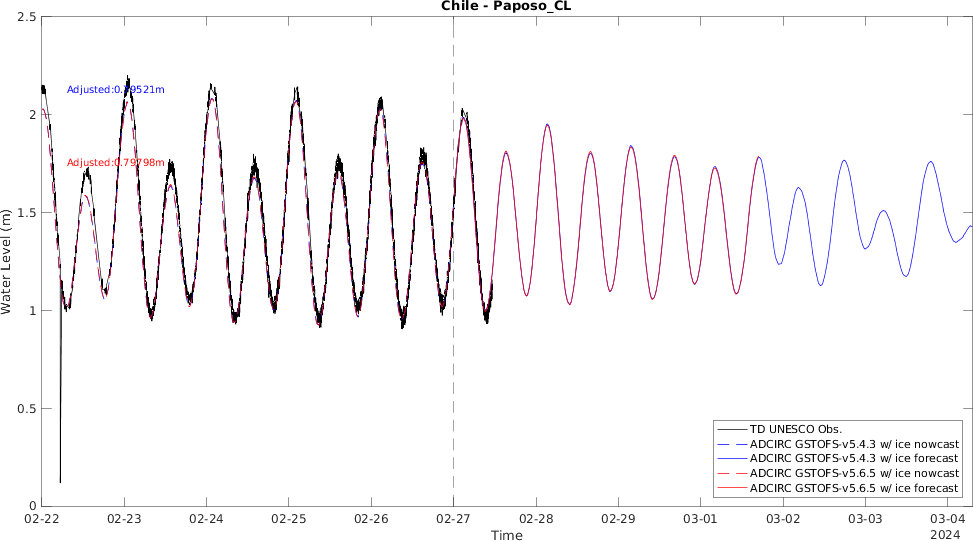 Chile - Paposo_CL
2.5
2
1.5
1
0.5
0
Water Level (m)
Adjusted:0.79521m
Adjusted:0.79798m
TD UNESCO Obs.
ADCIRC GSTOFS-v5.4.3 w/ ice nowcast
ADCIRC GSTOFS-v5.4.3 w/ ice forecast
ADCIRC GSTOFS-v5.6.5 w/ ice nowcast
ADCIRC GSTOFS-v5.6.5 w/ ice forecast
02-22 02-23 02-24 02-25 02-26 02-27 02-28 02-29 03-01 03-02 03-03 03-04
2024
Time